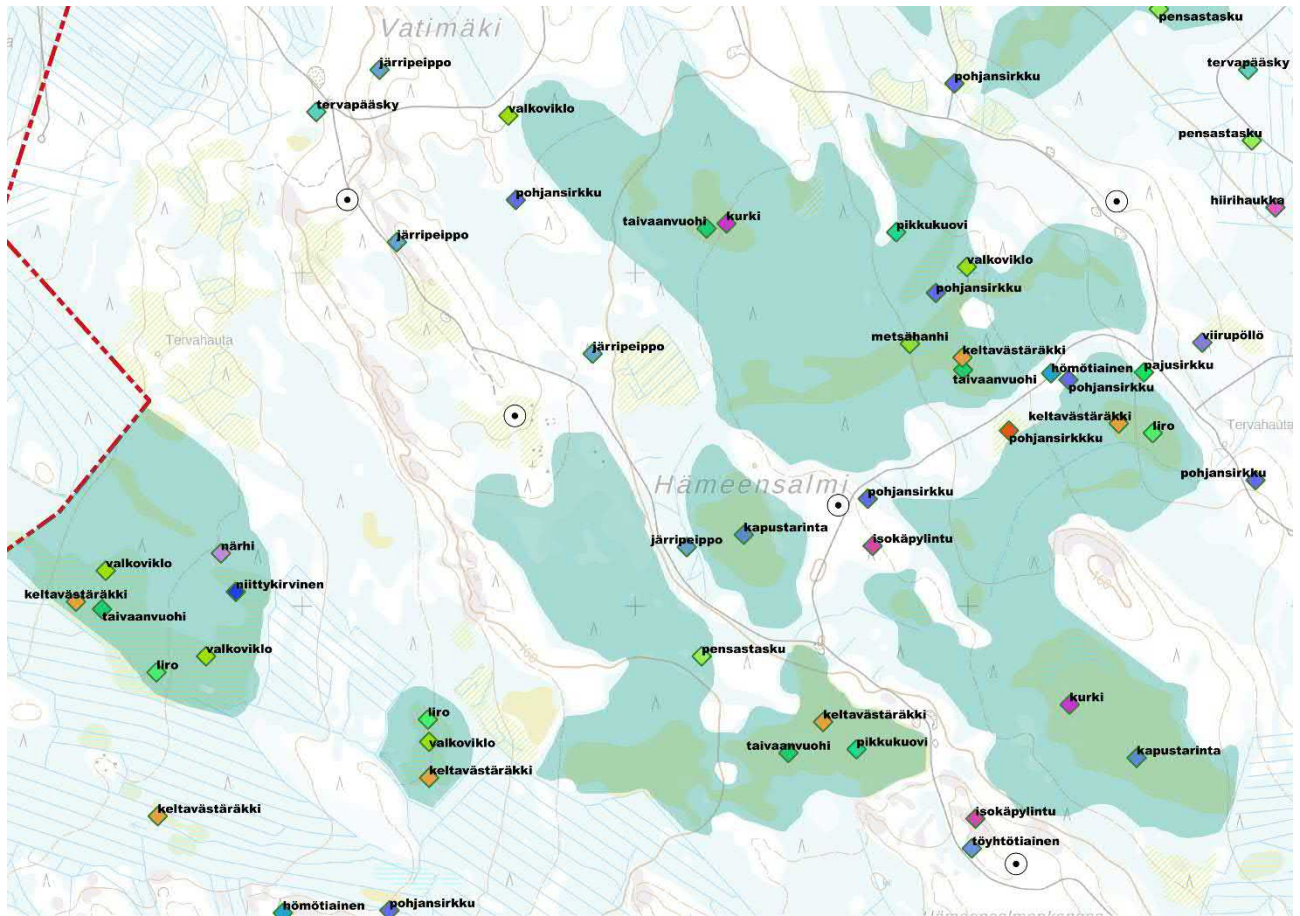 pensastasku
Vatimäki
järripeippo
tervapääsky
pohjansirkku
tervapääsky
valkoviklo
pensastasku
pohjansirkku
hiirihaukka
kurki
taivaanvuohi
pikkukuovi
järripeippo
valkoviklo
pohjansirkku
Tervahauta
metsähanhi
viirupöllö
järripeippo
keltavästäräkki
hömötiainen
pajusirkku
taivaanvuohi
pohjansirkku
keltavästäräkki
liro
Tervahauta
pohjansirkkku
pohjansirkku
Hämeensalmi
pohjansirkku
kapustarinta
järripeippo
isokäpylintu
närhi
valkoviklo
niittykirvinen
keltavästäräkki
taivaanvuohi
160
valkoviklo
pensastasku
160
liro
kurki
liro
keltavästäräkki
valkoviklo
taivaanvuohi
pikkukuovi
kapustarinta
keltavästäräkki
keltavästäräkki
isokäpylintu
töyhtötiainen
hömötiainen
pohjansirkku